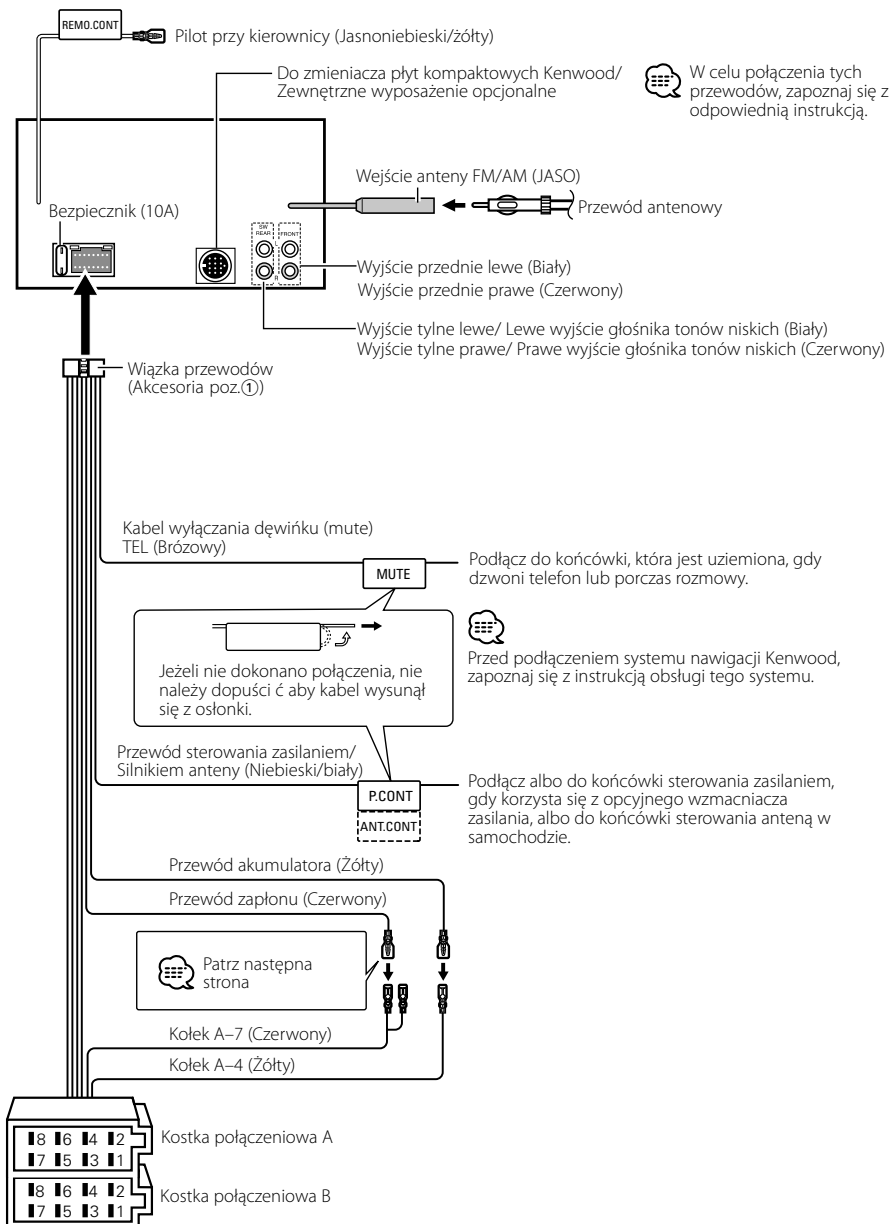 REMO.CONT
Pilot przy kierownicy (Jasnoniebieski/żółty)
Do zmieniacza płyt kompaktowych Kenwood/
Zewnętrzne wyposażenie opcjonalne
W celu połączenia tych
przewodów, zapoznaj się z
odpowiednią instrukcją.
Wejście anteny FM/AM (JASO)
Przewód antenowy
Bezpiecznik (10A)
SW
REAR
FRONT
L
R
Wyjście przednie lewe (Biały)
Wyjście przednie prawe (Czerwony)
Wyjście tylne lewe/ Lewe wyjście głośnika tonów niskich (Biały)
Wyjście tylne prawe/ Prawe wyjście głośnika tonów niskich (Czerwony)
Wiązka przewodów
(Akcesoria poz.①)
Kabel wyłączania dęwińku (mute)
TEL (Brózowy)
MUTE
Podłącz do końcówki, która jest uziemiona, gdy
dzwoni telefon lub porczas rozmowy.
Jeżeli nie dokonano połączenia, nie
należy dopuści ć aby kabel wysunął
się z osłonki.
Przed podłączeniem systemu nawigacji Kenwood,
zapoznaj się z instrukcją obsługi tego systemu.
Przewód sterowania zasilaniem/
Silnikiem anteny (Niebieski/biały)
P.CONT
ANT.CONT
Podłącz albo do końcówki sterowania zasilaniem,
gdy korzysta się z opcyjnego wzmacniacza
zasilania, albo do końcówki sterowania anteną w
samochodzie.
Przewód akumulatora (Żółty)
Przewód zapłonu (Czerwony)
Patrz następna
strona
Kołek A–7 (Czerwony)
Kołek A–4 (Żółty)
8 6 4 2
7 5 3 1
Kostka połączeniowa A
8 6 4 2
7 5 3 1
Kostka połączeniowa B